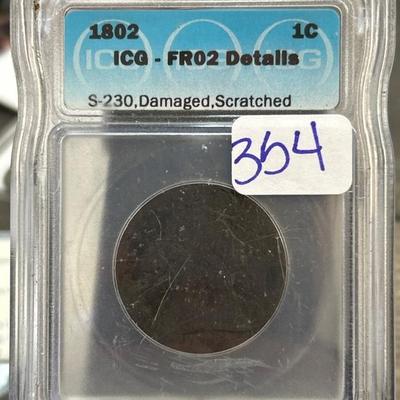 1802 1C
ICG - FR02 Details
S-230,Damaged,Scratched
354